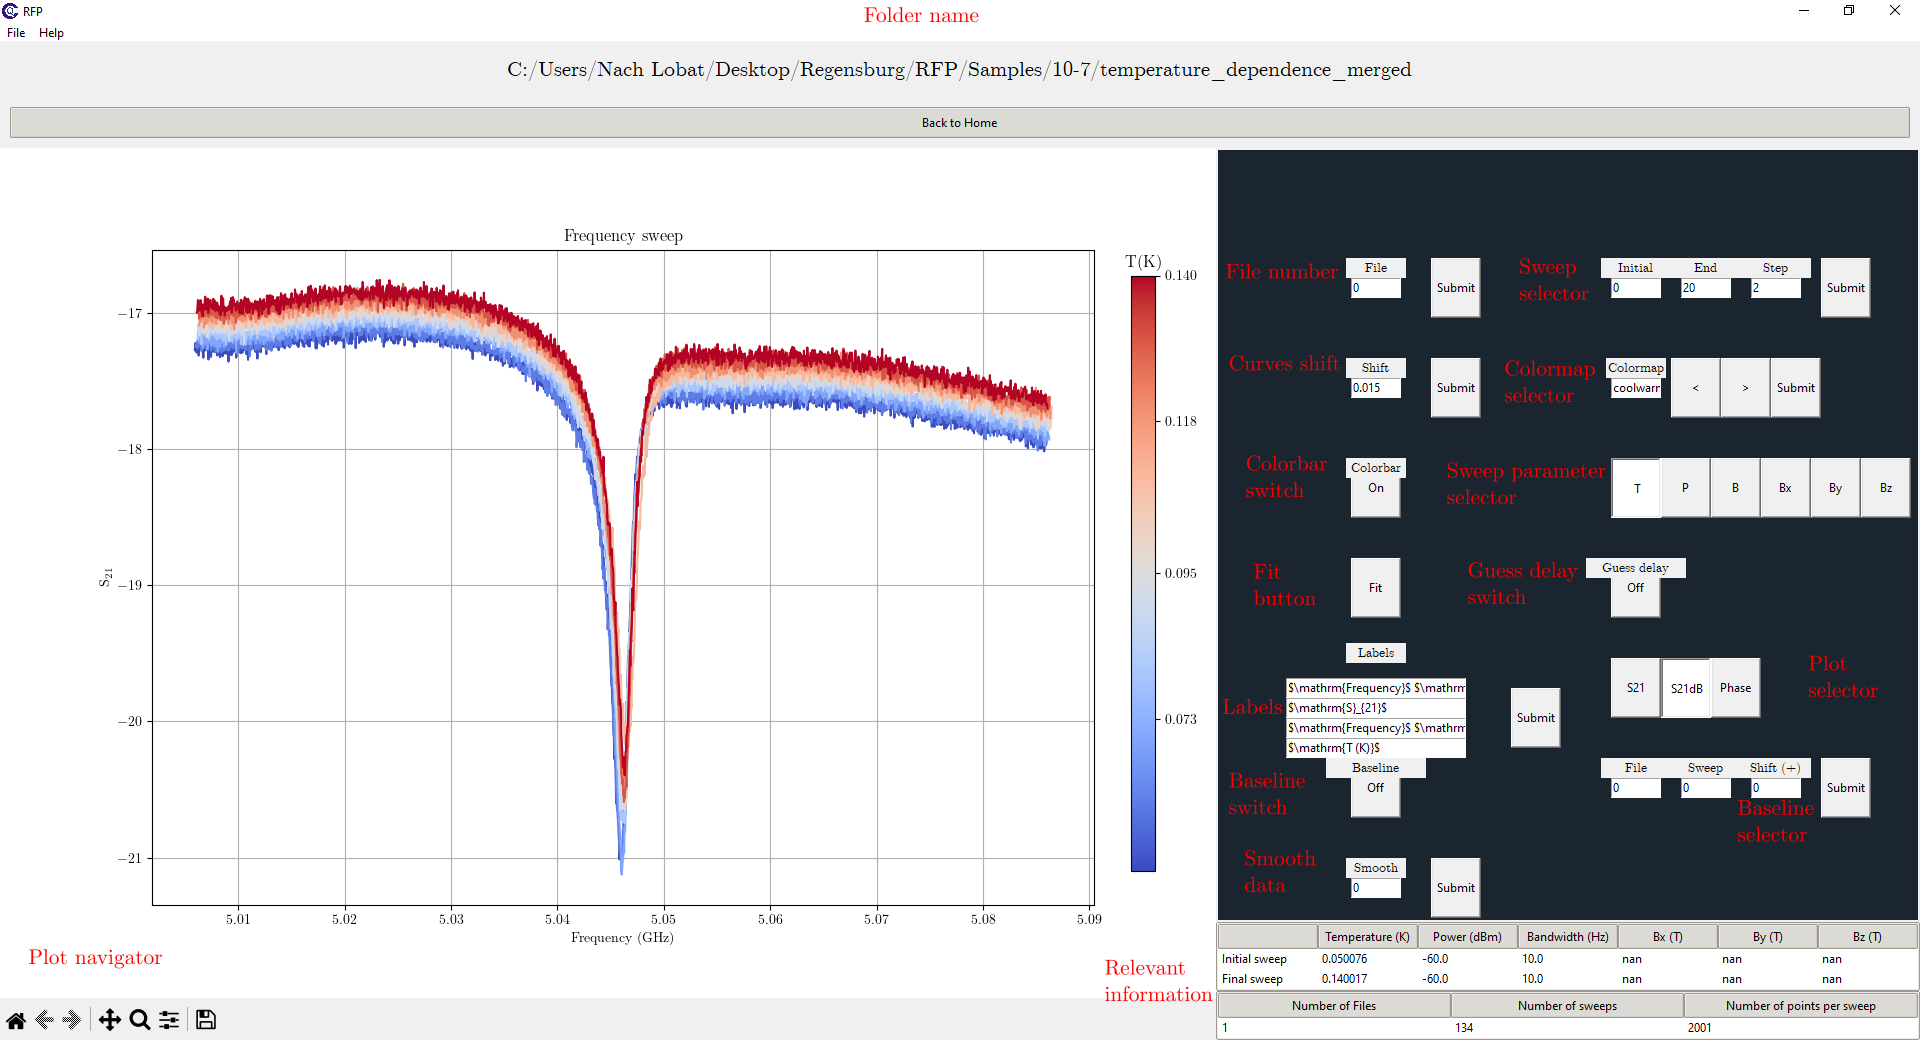 RFP
Folder name
File Help
C:/Users/Nach Lobat/Desktop/Regensburg/RFP/Samples/10-7/temperature_dependence_merged
Back to Home
Frequency sweep
−17
−18
−19
−20
−21
S21
5.01 5.02 5.03 5.04 5.05 5.06 5.07 5.08 5.09
Frequency (GHz)
T(K)
0.140
0.118
0.095
0.073
File number
File
0
Submit
Sweep
selector
Initial End Step
0 20 2
Submit
Curves shift
Shift
0.015
Submit
Colormap
selector
Colormap
coolwarr
< > Submit
Colorbar
switch
Colorbar
On
Sweep parameter
selector
T P B Bx By Bz
Fit
button
Fit
Guess delay
switch
Guess delay
Off
Labels
Labels
$\mathrm{Frequency}$ $\mathrm
$\mathrm{S}_{21}$
$\mathrm{Frequency}$ $\mathrm
$\mathrm{T (K)}$
Submit
S21 S21dB Phase
Plot
selector
Baseline
switch
Baseline
Off
File Sweep Shift (+)
0 0 0
Submit
Baseline
selector
Smooth
data
Smooth
0
Submit
Plot navigator
Relevant
information
Temperature (K) Power (dBm) Bandwidth (Hz) Bx (T) By (T) Bz (T)
Initial sweep 0.050076 -60.0 10.0 nan nan nan
Final sweep 0.140017 -60.0 10.0 nan nan nan
Number of Files Number of sweeps Number of points per sweep
1 134 2001